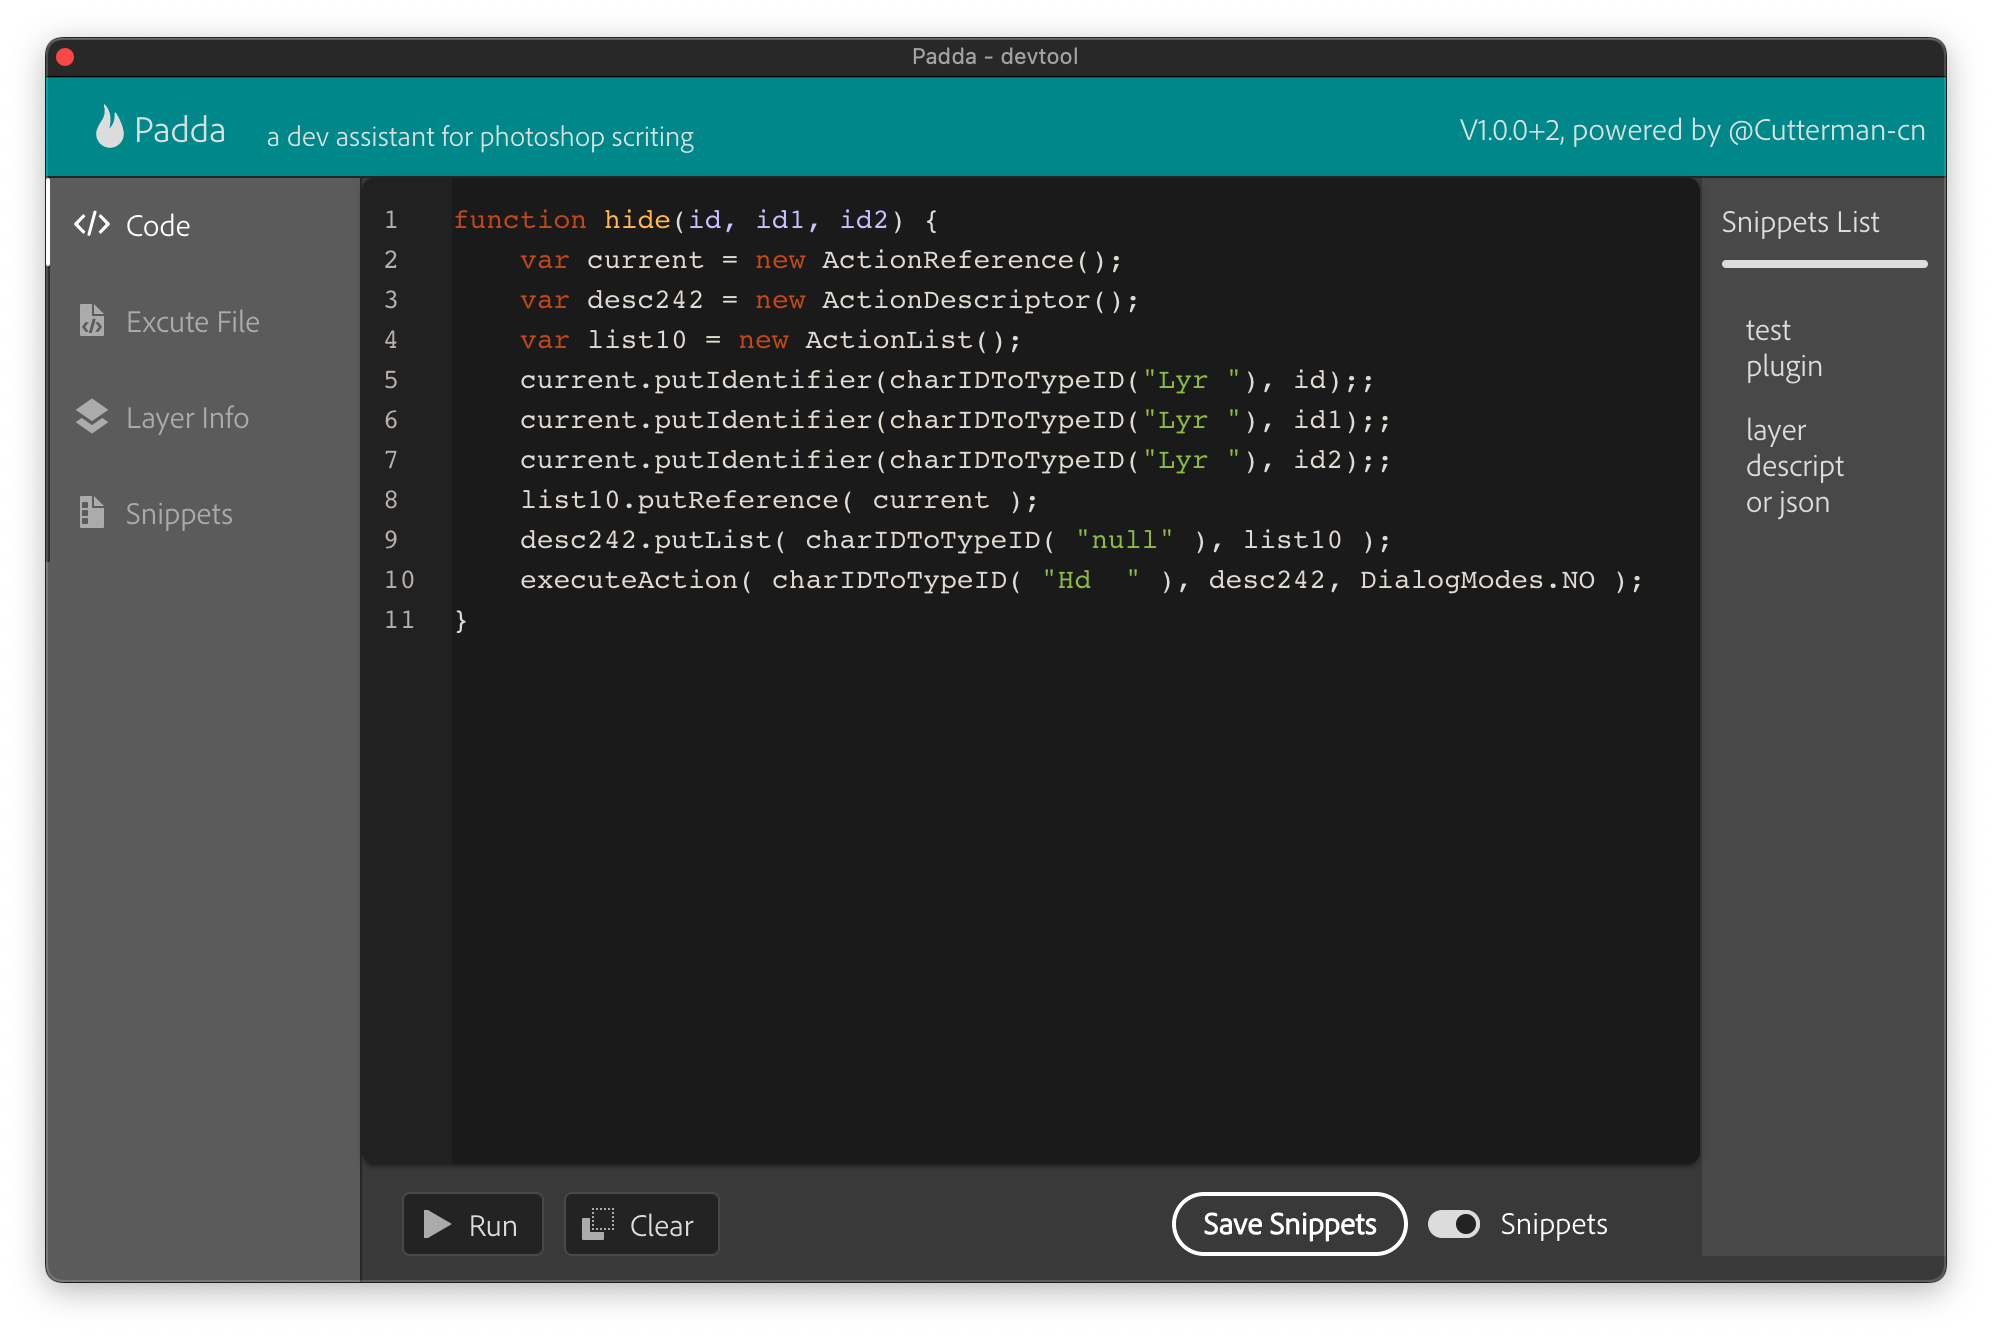 Padda - devtool
Padda
a dev assistant for photoshop scriting
V1.0.0+2, powered by @Cutterman-cn
Code
Excute File
Layer Info
Snippets
1 function hide(id, id1, id2) {
2     var current = new ActionReference();
3     var desc242 = new ActionDescriptor();
4     var list10 = new ActionList();
5     current.putIdentifier(charIDToTypeID("Lyr "), id);;
6     current.putIdentifier(charIDToTypeID("Lyr "), id1);;
7     current.putIdentifier(charIDToTypeID("Lyr "), id2);;
8     list10.putReference( current );
9     desc242.putList( charIDToTypeID( "null" ), list10 );
10     executeAction( charIDToTypeID( "Hd  " ), desc242, DialogModes.NO );
11 }
Snippets List
test
plugin
layer
descript
or json
Run
Clear
Save Snippets
Snippets